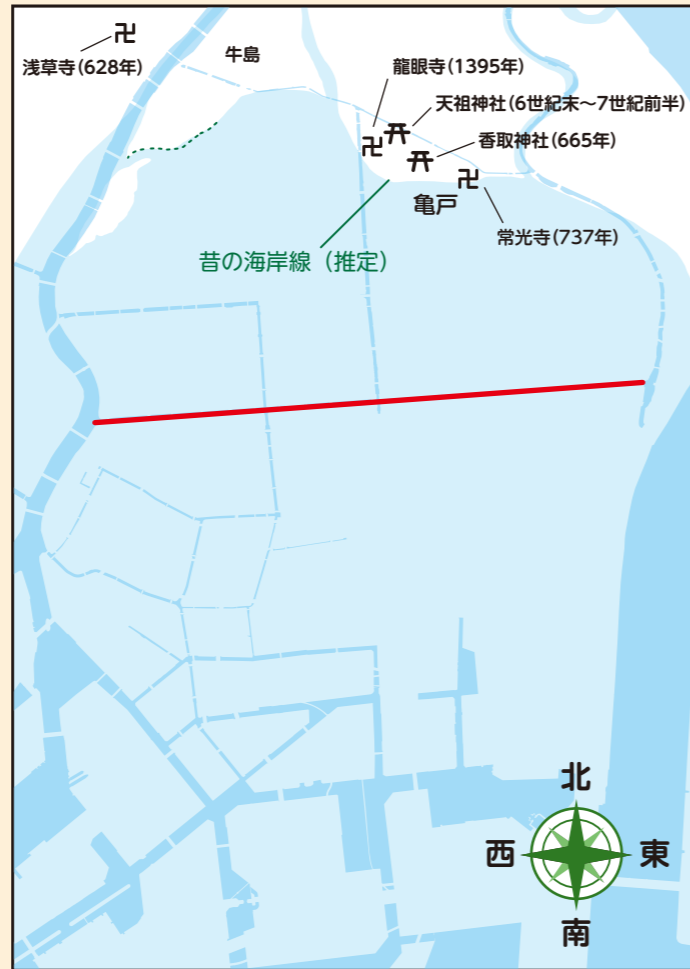 浅草寺(628年)
牛島
龍眼寺(1395年)
天祖神社(6世紀末〜7世紀前半)
香取神社(665年)
亀戸
常光寺(737年)
昔の海岸線（推定）
北
西
東
南